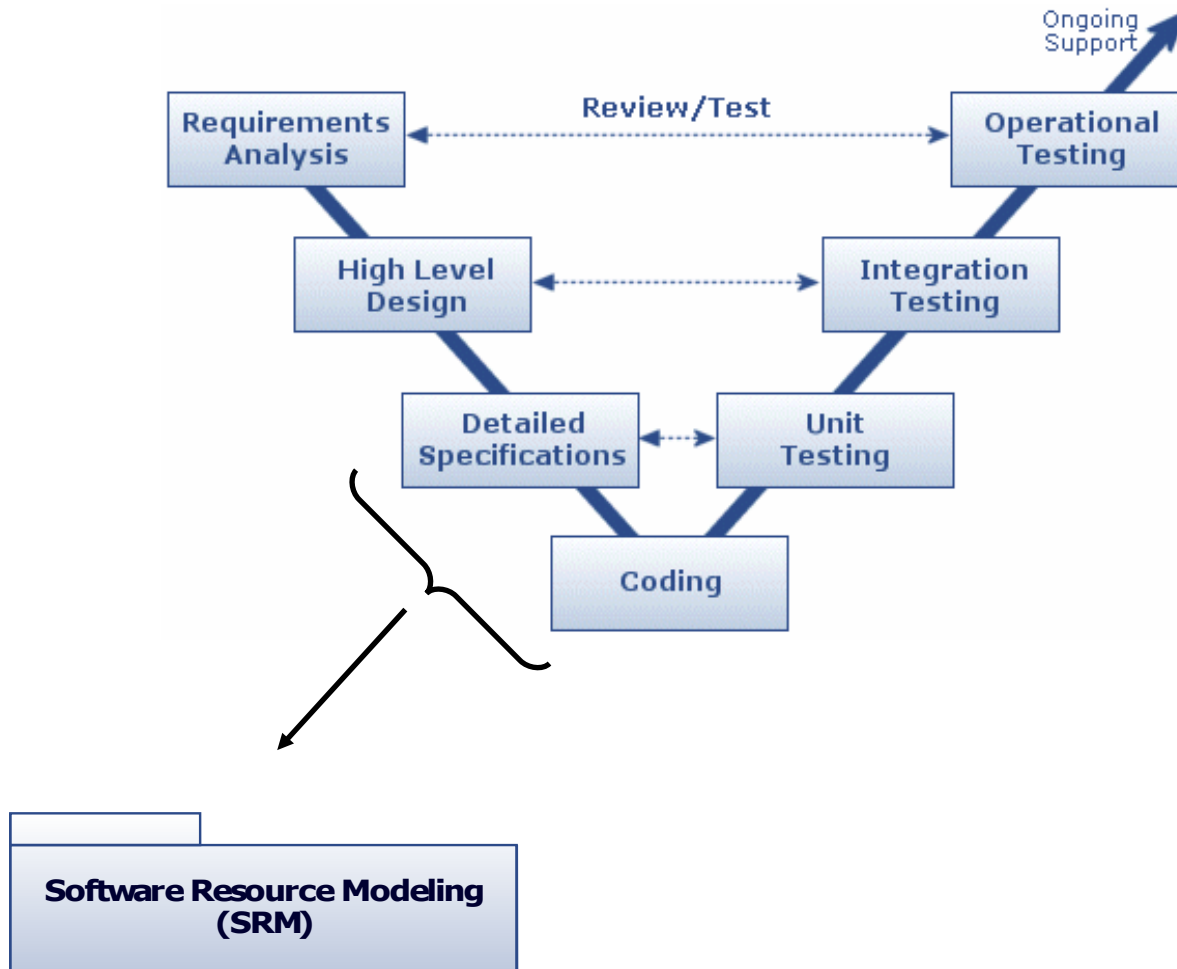 Ongoing
Support
Requirements
Analysis
Review/Test
Operational
Testing
High Level
Design
Integration
Testing
Detailed
Specifications
Unit
Testing
Coding
Software Resource Modeling
(SRM)